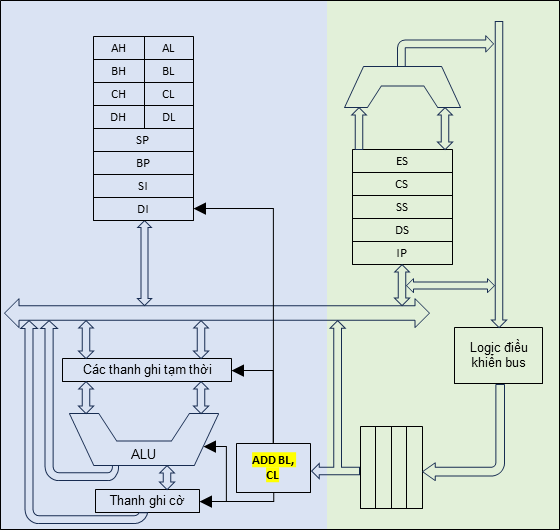 AH AL
BH BL
CH CL
DH DL
SP
BP
SI
DI
ES
CS
SS
DS
IP
Logic điều
khiển bus
Các thanh ghi tạm thời
ALU
ADD BL,
CL
Thanh ghi cờ